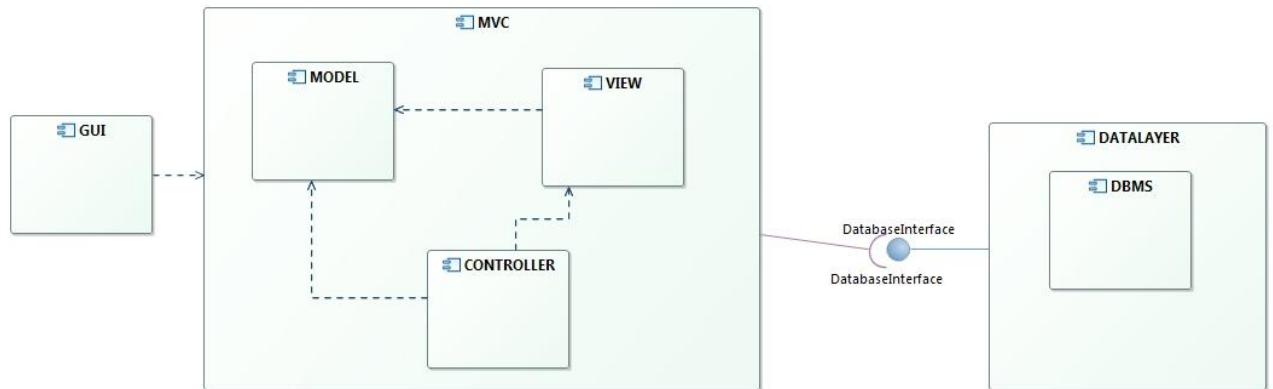 MVC
MODEL
VIEW
GUI
DATALAYER
DBMS
DatabaseInterface
CONTROLLER
DatabaseInterface